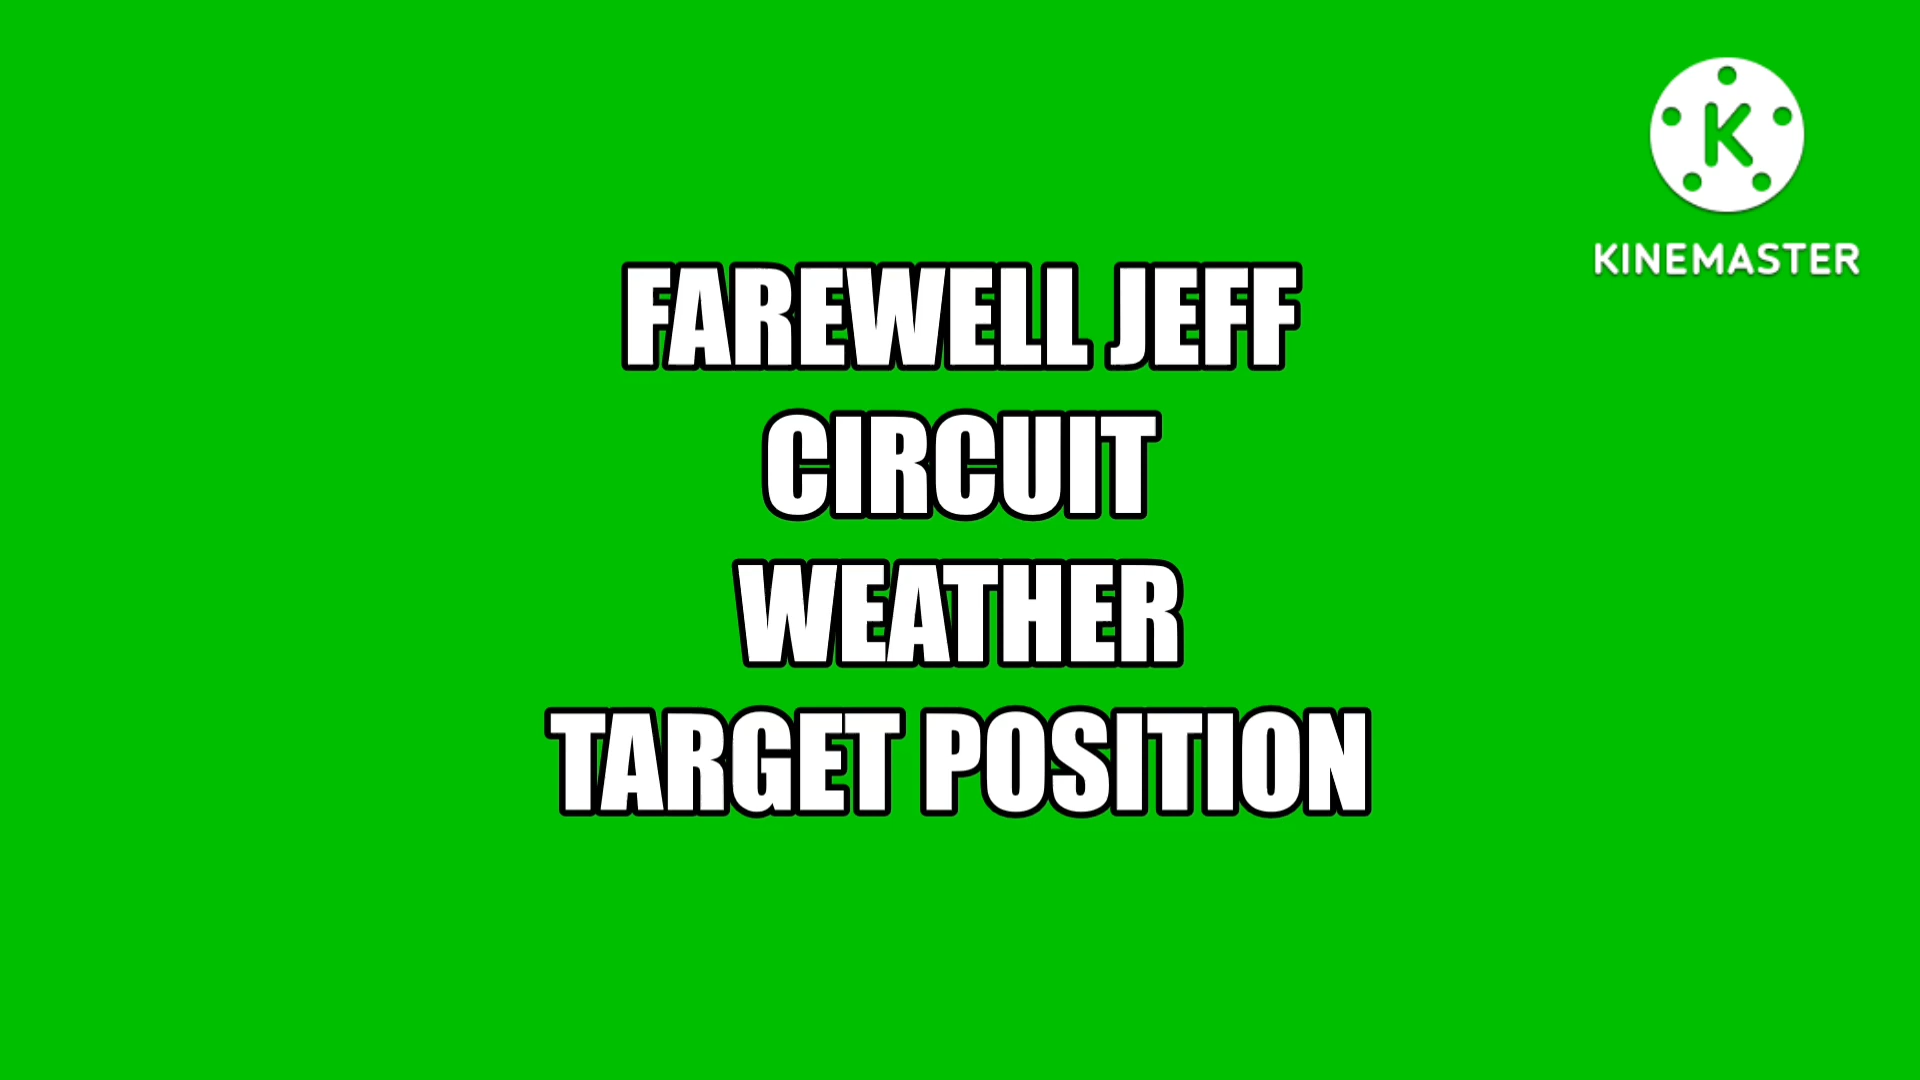 K
KINEMASTER
FAREWELL JEFF
CIRCUIT
WEATHER
TARGET POSITION